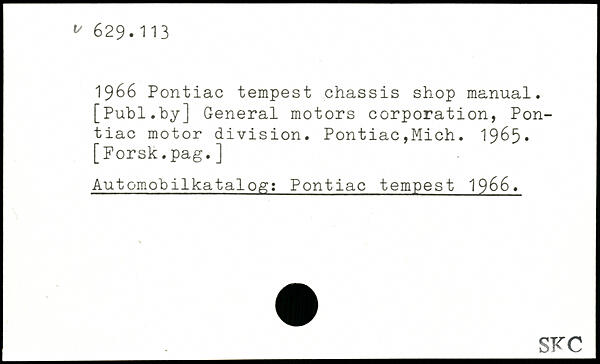 v 629.113
1966 Pontiac tempest chassis shop manual.
[Publ.by] General motors corporation, Pon-
tiac motor division. Pontiac,Mich. 1965.
[Forsk.pag.]
Automobilkatalog: Pontiac tempest 1966.
SKC